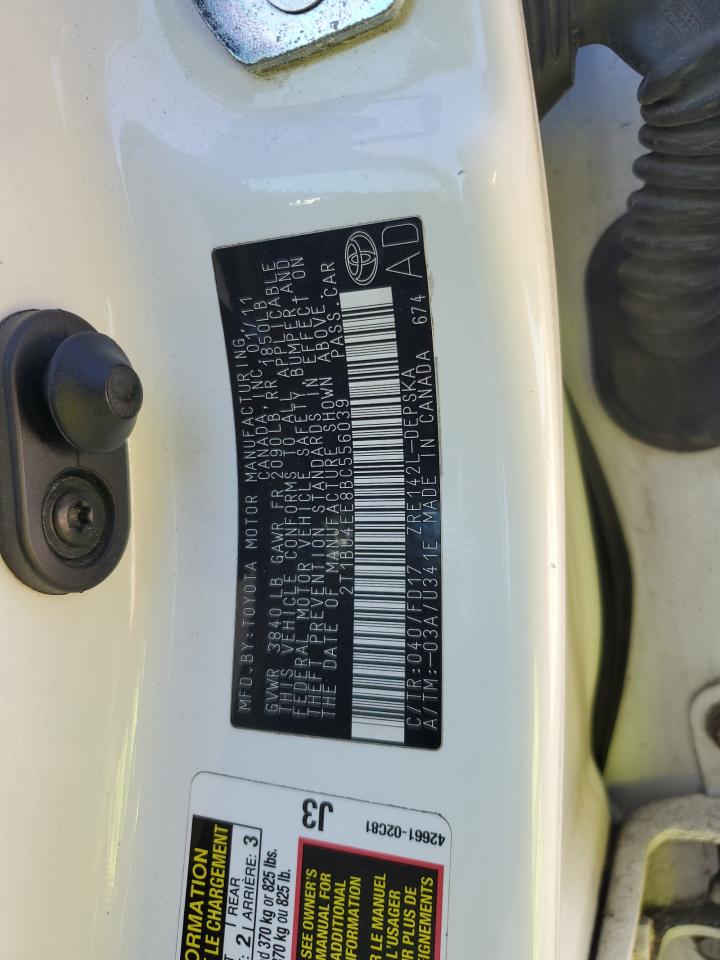 MFD.BY:TOYOTA MOTOR MANUFACTURING,
CANADA, INC. 01/11
GVWR 3840 LB GAWR FR 2090LB,RR 1850LB
THIS VEHICLE CONFORMS TO ALL APPLICABLE
FEDERAL MOTOR VEHICLE SAFETY, BUMPER, AND
THEFT PREVENTION STANDARDS IN EFFECT ON
THE DATE OF MANUFACTURE SHOWN ABOVE.
2T1BU4EE8BC556039 PASS.CAR
C/TR:040/FD17 ZRE142L-DEPSKA
A/TM:-03A/U341E MADE IN CANADA 674
AD
J3
42661-02C81
LE CHARGEMENT
2 REAR
ARRIÈRE: 3
370 kg or 825 lbs.
370 kg ou 825 lb.
SEE OWNER'S
MANUAL FOR
ADDITIONAL
INFORMATION
LE MANUEL
L'USAGER
PLUS DE